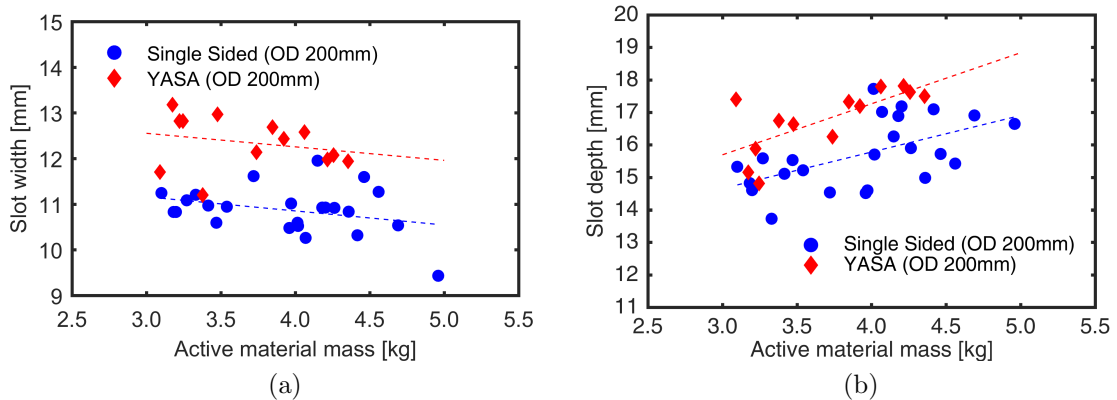 15
14
13
12
11
10
9
Slot width [mm]
Single Sided (OD 200mm)
YASA (OD 200mm)
2.5 3.0 3.5 4.0 4.5 5.0 5.5
Active material mass [kg]
(a)
20
19
18
17
16
15
14
13
12
11
Slot depth [mm]
Single Sided (OD 200mm)
YASA (OD 200mm)
2.5 3.0 3.5 4.0 4.5 5.0 5.5
Active material mass [kg]
(b)